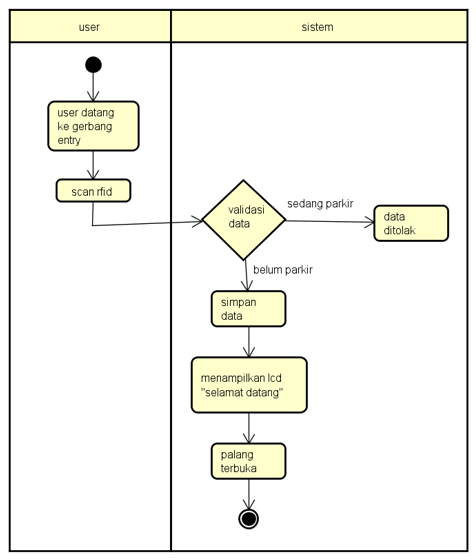 user
sistem
user datang
ke gerbang
entry
scan rfid
validasi
data
sedang parkir
data
ditolak
belum parkir
simpan
data
menampilkan lcd
"selamat datang"
palang
terbuka